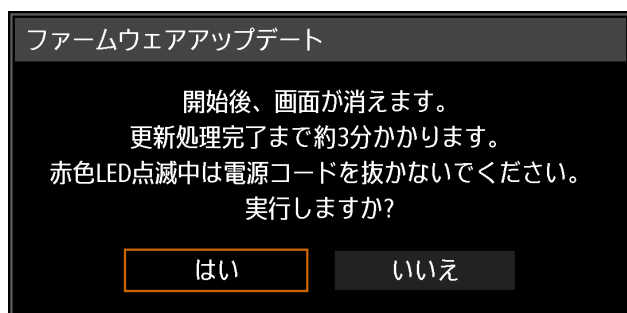 ファームウェアアップデート
開始後、画面が消えます。
更新処理完了まで約3分かかります。
赤色LED点滅中は電源コードを抜かないでください。
実行しますか?
はい
いいえ